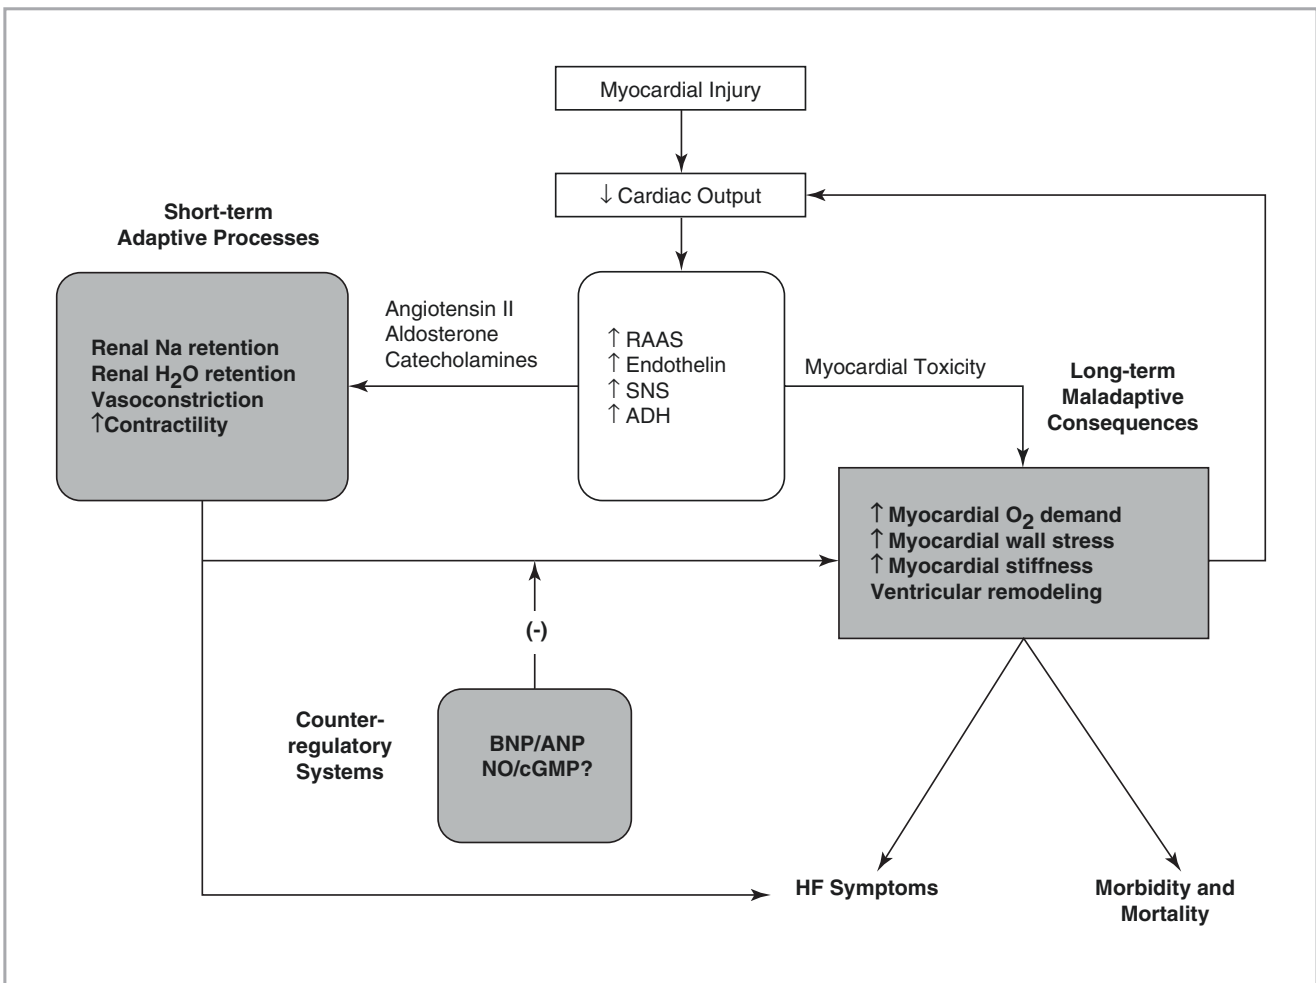 Myocardial Injury
↓ Cardiac Output
Short-term
Adaptive Processes
Renal Na retention
Renal H2O retention
Vasoconstriction
↑Contractility
Angiotensin II
Aldosterone
Catecholamines
↑ RAAS
↑ Endothelin
↑ SNS
↑ ADH
Myocardial Toxicity
Long-term
Maladaptive
Consequences
↑ Myocardial O2 demand
↑ Myocardial wall stress
↑ Myocardial stiffness
Ventricular remodeling
(-)
Counter-
regulatory
Systems
BNP/ANP
NO/cGMP?
HF Symptoms
Morbidity and
Mortality